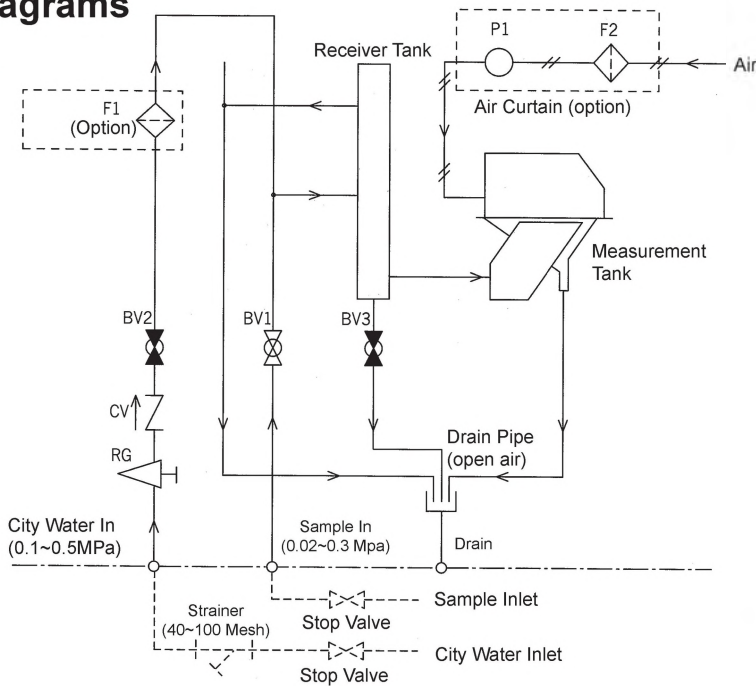 agrams
P1
F2
Receiver Tank
Air
Air Curtain (option)
F1
(Option)
Measurement
Tank
BV2
BV1
BV3
CV
RG
Drain Pipe
(open air)
City Water In
(0.1~0.5MPa)
Sample In
(0.02~0.3 Mpa)
Drain
Strainer
(40~100 Mesh)
Sample Inlet
Stop Valve
City Water Inlet
Stop Valve